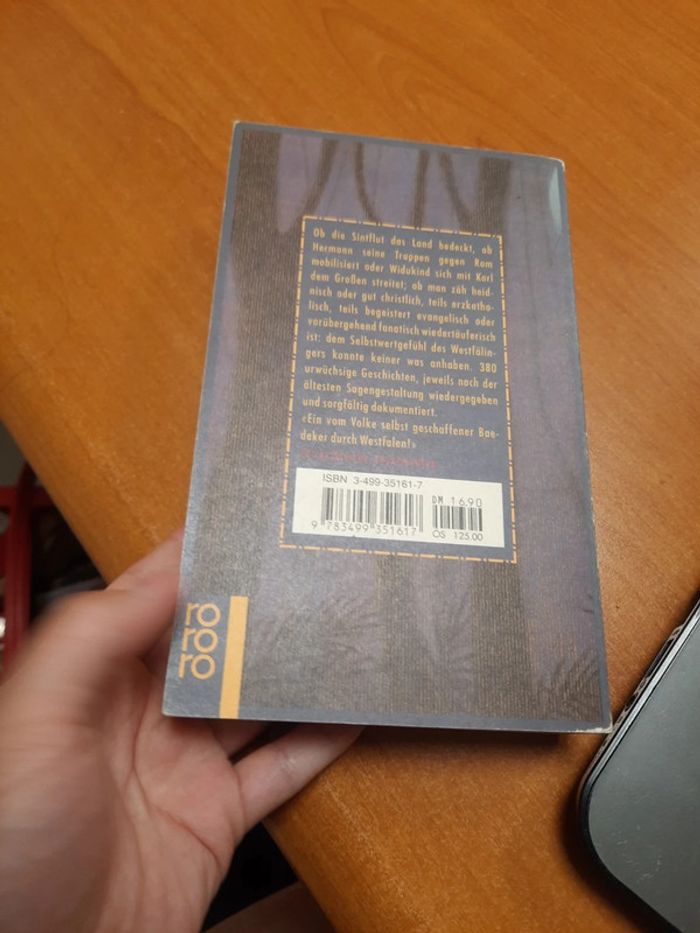 Ob die Sintflut das Land bedeckt, ob
Hermann seine Truppen gegen Rom
mobilisiert oder Widukind sich mit Karl
dem Großen streitet; ob man zäh heid-
nisch oder gut christlich, teils erzkatho-
lisch, teils begeistert evangelisch oder
vorübergehend fanatisch wiedertäuferisch
ist: dem Selbstwertgefühl des Westfälin-
gers konnte keiner was anhaben. 380
urwüchsige Geschichten, jeweils nach der
ältesten Sagengestaltung wiedergegeben
und sorgfältig dokumentiert.
«Ein vom Volke selbst geschaffener Bae-
deker durch Westfalen!»
ISBN 3-499-35161-7
DM 16.90
9 783499 351617
OS 125.00
ro
ro
ro